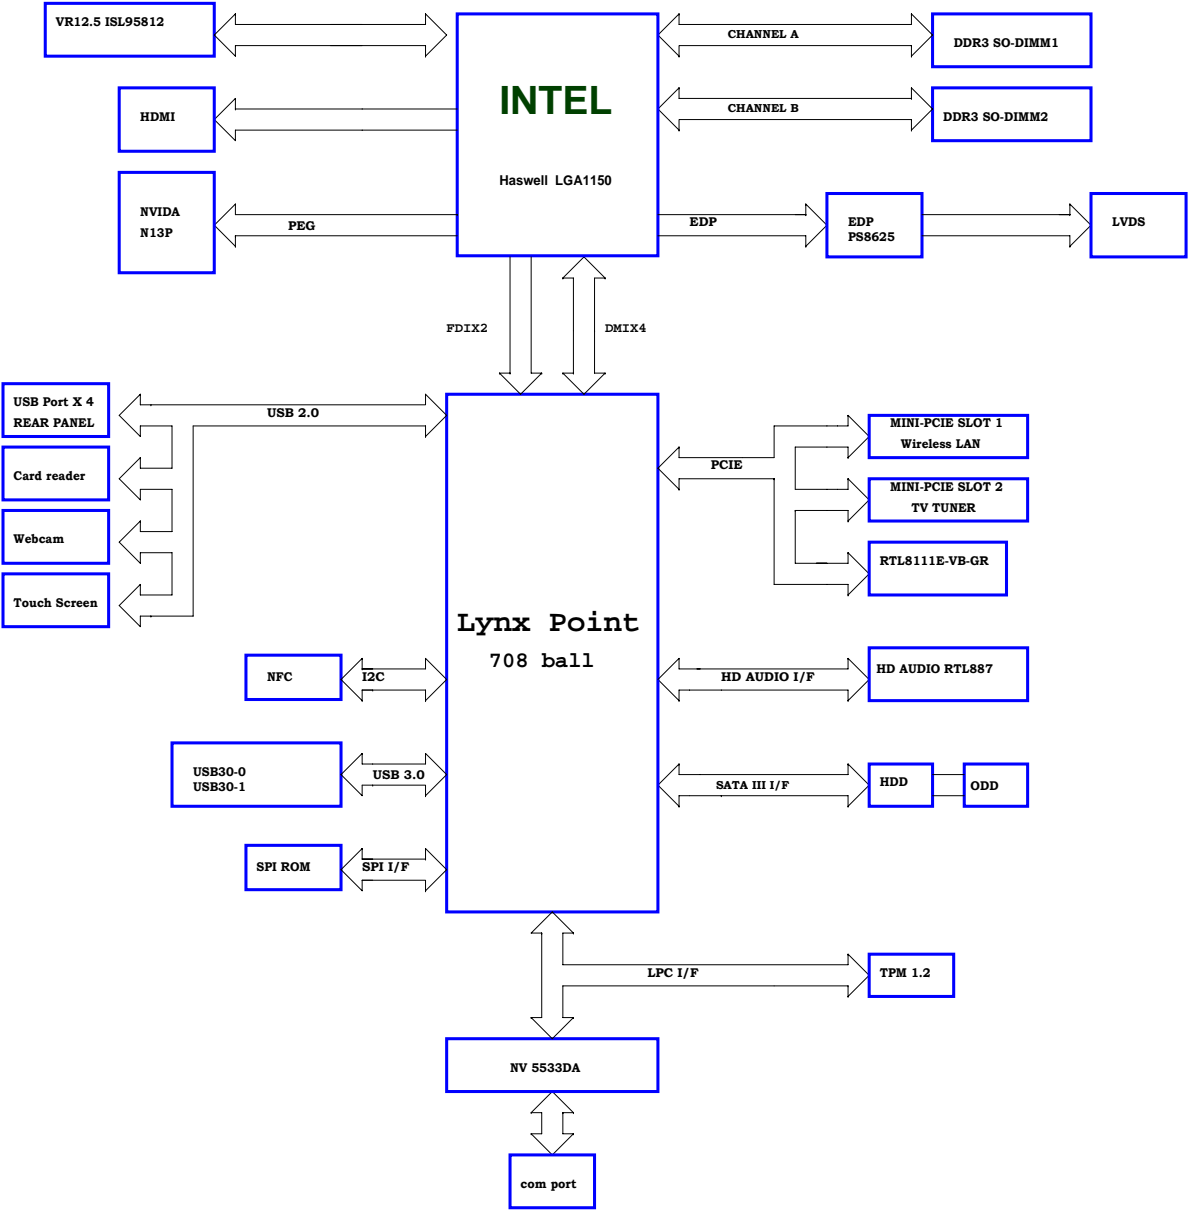 VR12.5 ISL95812
CHANNEL A
DDR3 SO-DIMM1
HDMI
INTEL
CHANNEL B
DDR3 SO-DIMM2
Haswell LGA1150
NVIDA
N13P
PEG
EDP
EDP
PS8625
LVDS
FDIX2
DMIX4
USB Port X 4
REAR PANEL
USB 2.0
MINI-PCIE SLOT 1
Wireless LAN
Card reader
PCIE
MINI-PCIE SLOT 2
TV TUNER
Webcam
RTL8111E-VB-GR
Touch Screen
Lynx Point
708 ball
NFC
I2C
HD AUDIO I/F
HD AUDIO RTL887
USB30-0
USB30-1
USB 3.0
SATA III I/F
HDD
ODD
SPI ROM
SPI I/F
LPC I/F
TPM 1.2
NV 5533DA
com port